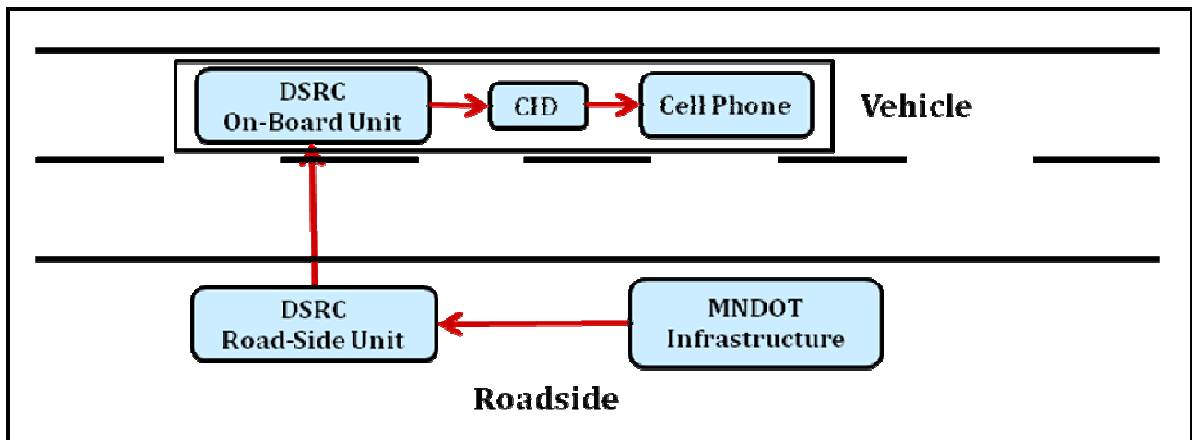 DSRC
On-Board Unit
CID
Cell Phone
Vehicle
DSRC
Road-Side Unit
MNDOT
Infrastructure
Roadside